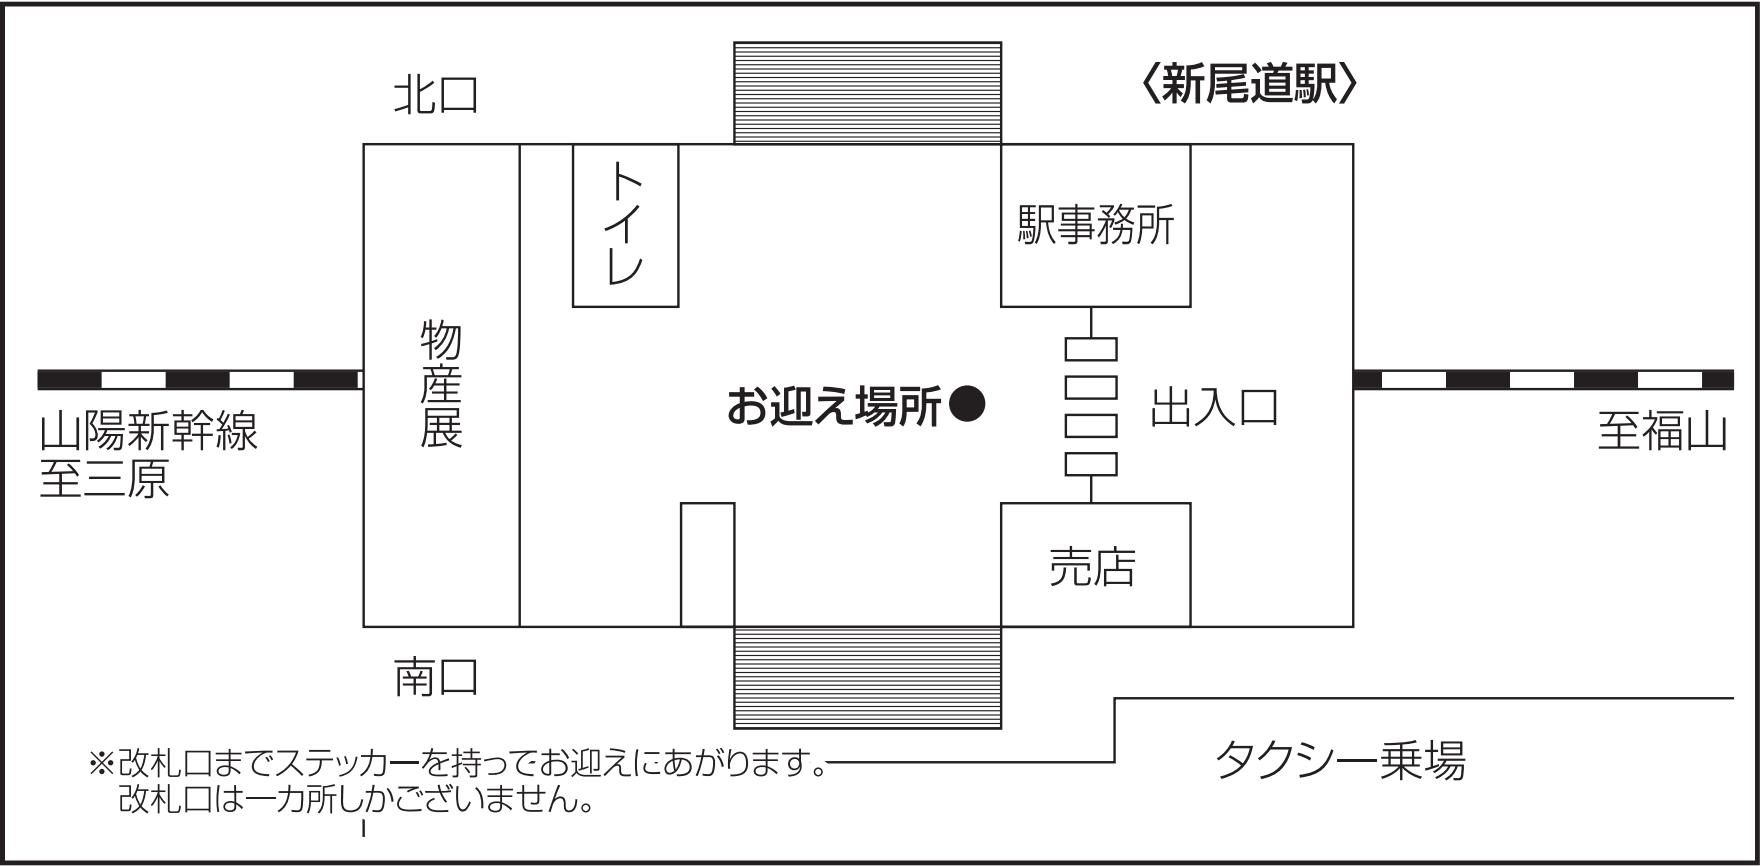 〈新尾道駅〉
北口
トイレ
駅事務所
物産展
お迎え場所●
出入口
山陽新幹線
至三原
至福山
売店
南口
タクシー乗場
※改札口までステッカーを持ってお迎えにあがります。
改札口は一カ所しかございません。